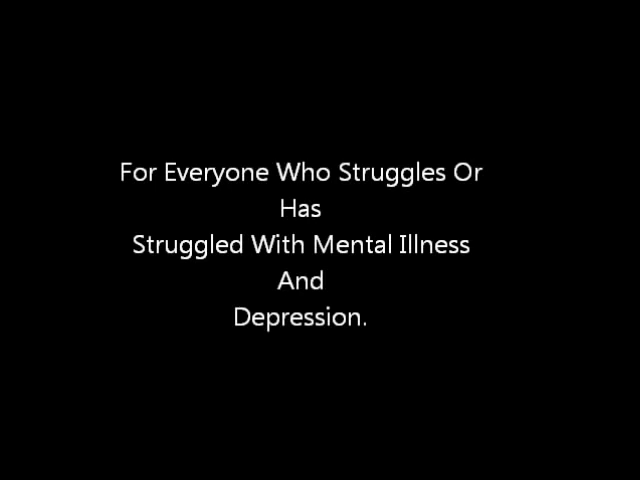 For Everyone Who Struggles Or
Has
Struggled With Mental Illness
And
Depression.